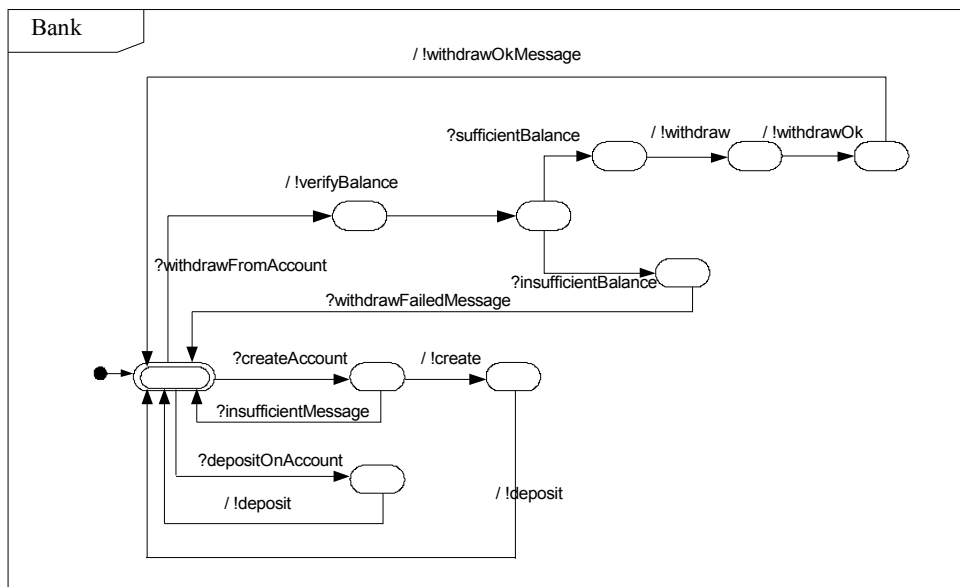 Bank
/ !withdrawOkMessage
?sufficientBalance
/ !withdraw
/ !withdrawOk
/ !verifyBalance
?withdrawFromAccount
?insufficientBalance
?withdrawFailedMessage
?createAccount
/ !create
?insufficientMessage
?depositOnAccount
/ !deposit
/ !deposit